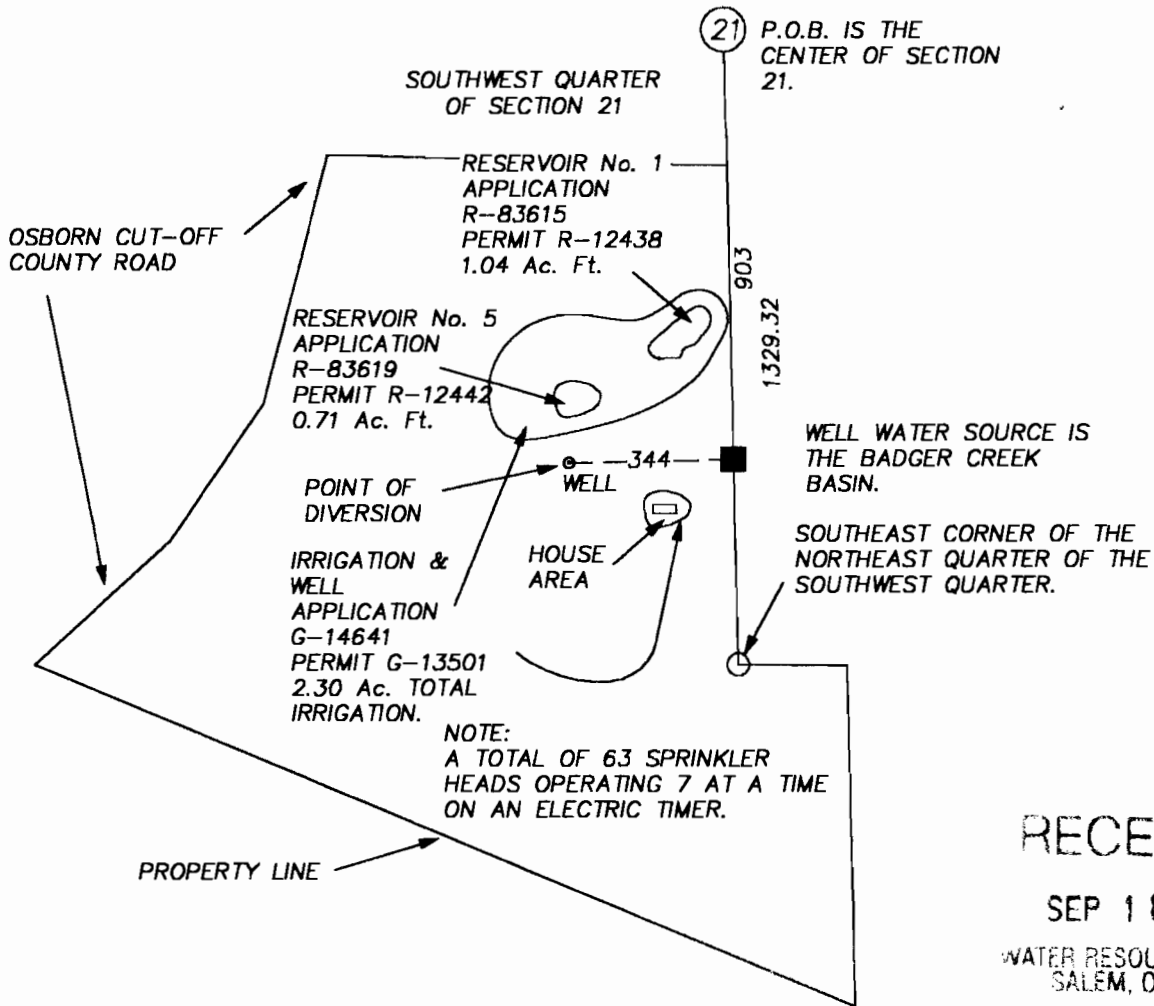 21
P.O.B. IS THE
CENTER OF SECTION
21.
SOUTHWEST QUARTER
OF SECTION 21
RESERVOIR No. 1
APPLICATION
R-83615
PERMIT R-12438
1.04 Ac. Ft.
OSBORN CUT-OFF
COUNTY ROAD
903
1329.32
RESERVOIR No. 5
APPLICATION
R-83619
PERMIT R-12442
0.71 Ac. Ft.
WELL WATER SOURCE IS
THE BADGER CREEK
BASIN.
344
WELL
POINT OF
DIVERSION
SOUTHEAST CORNER OF THE
NORTHEAST QUARTER OF THE
SOUTHWEST QUARTER.
HOUSE
AREA
IRRIGATION &
WELL
APPLICATION
G-14641
PERMIT G-13501
2.30 Ac. TOTAL
IRRIGATION.
NOTE:
A TOTAL OF 63 SPRINKLER
HEADS OPERATING 7 AT A TIME
ON AN ELECTRIC TIMER.
PROPERTY LINE
RECE
SEP 1
WATER RESOU
SALEM, O